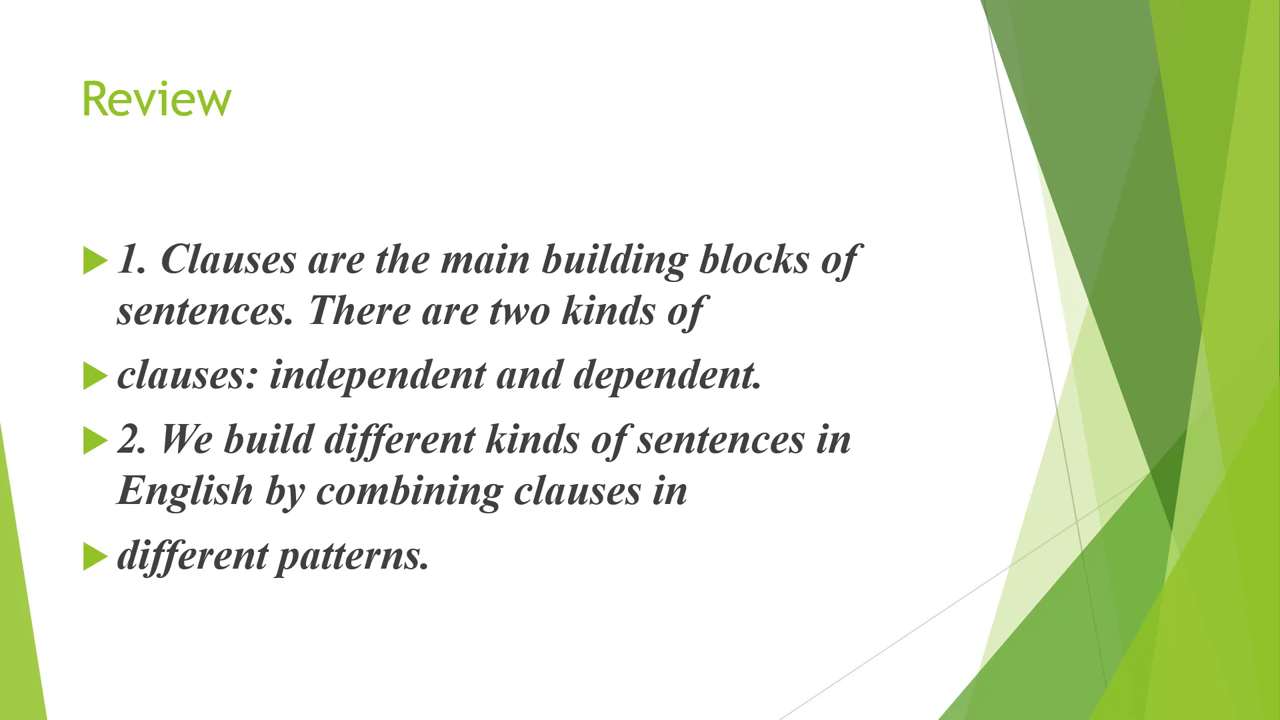 Review
1. Clauses are the main building blocks of
sentences. There are two kinds of
clauses: independent and dependent.
2. We build different kinds of sentences in
English by combining clauses in
different patterns.